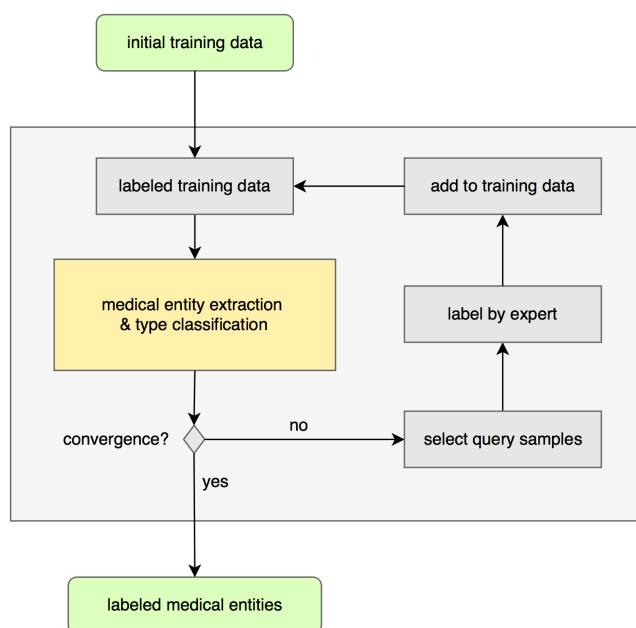 initial training data
labeled training data
add to training data
medical entity extraction
& type classification
label by expert
convergence?
no
select query samples
yes
labeled medical entities